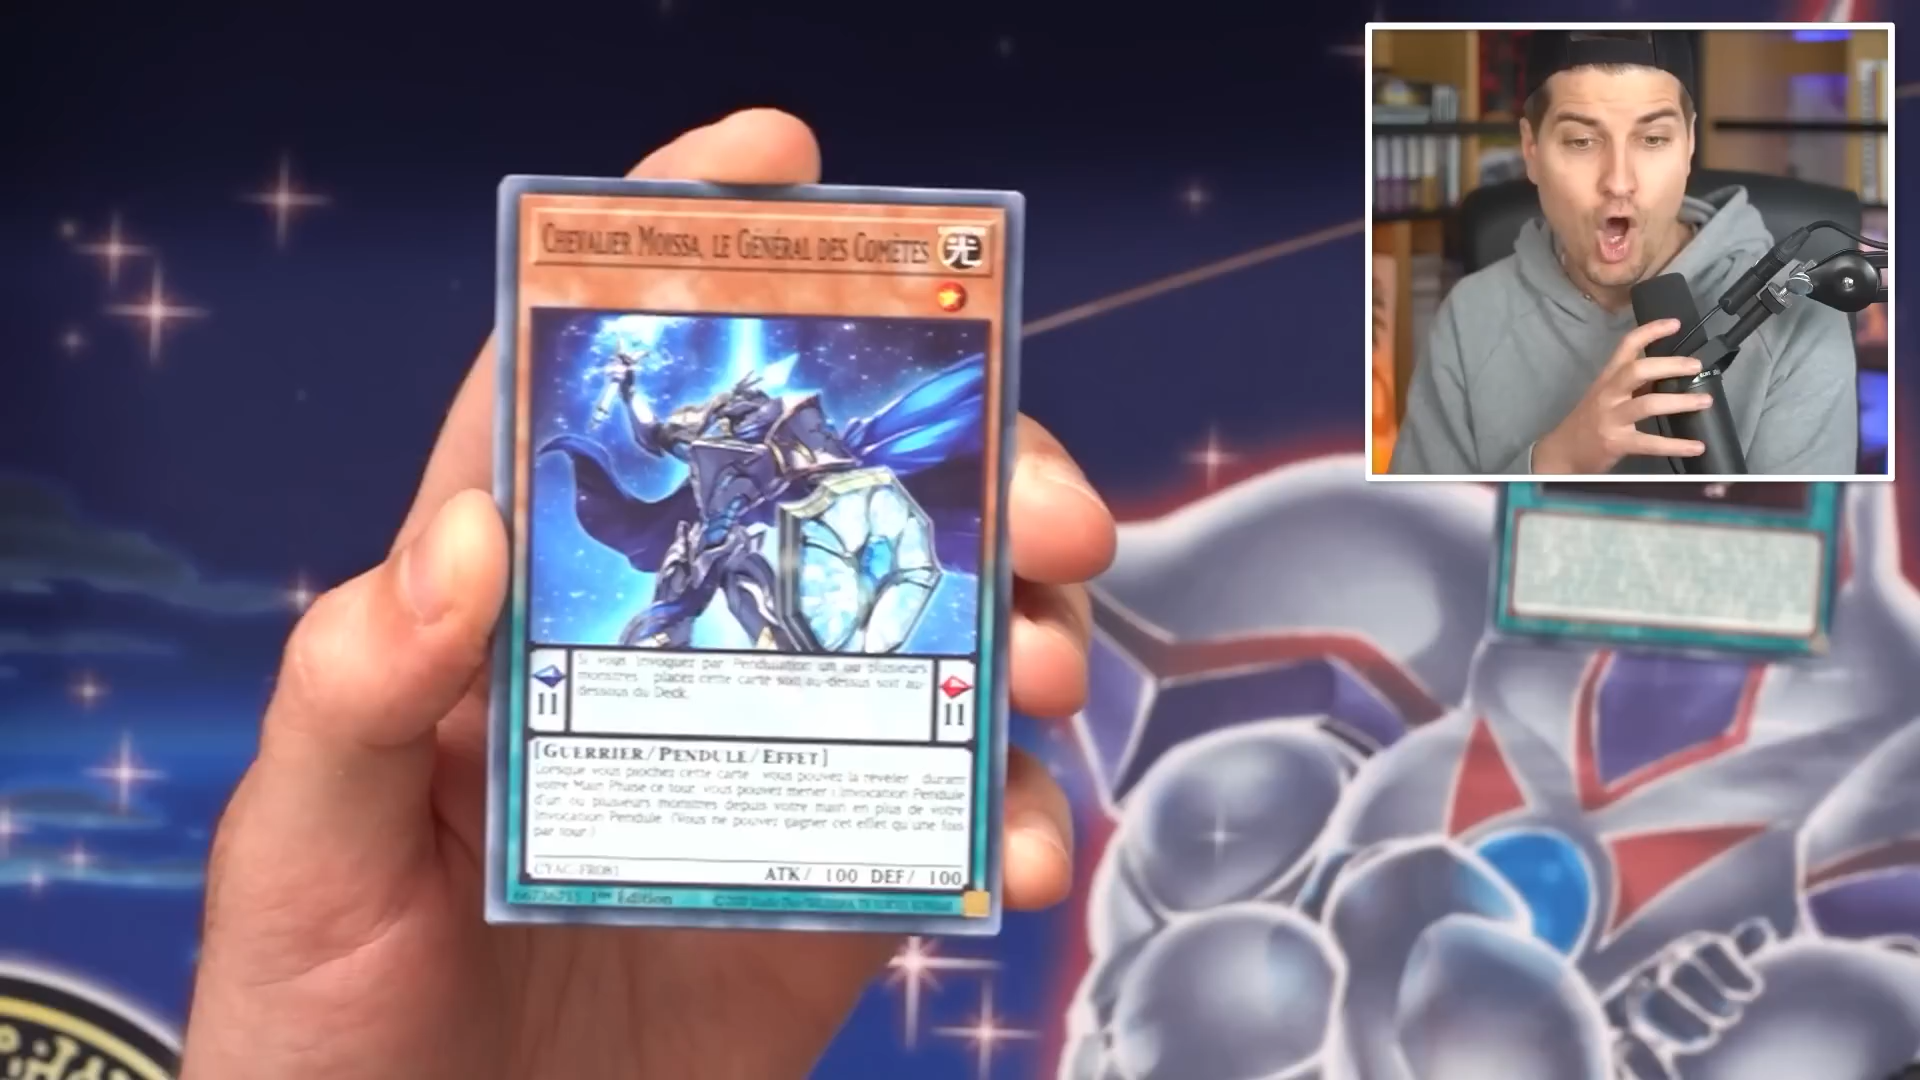 Chevalier Moissa, le Général des Comètes
光
Si vous Invoquez par Pendulation un ou plusieurs
monstres : placez cette carte soit au-dessus soit au-
dessous du Deck.
11
11
[Guerrier/Pendule/Effet]
Lorsque vous piochez cette carte : vous pouvez la révéler ; durant
votre Main Phase ce tour, vous pouvez mener 1 Invocation Pendule
d'un ou plusieurs monstres depuis votre main en plus de votre
Invocation Pendule. (Vous ne pouvez gagner cet effet qu'une fois
par tour.)
CYAC-FR081
ATK/ 100 DEF/ 100
1ère Édition